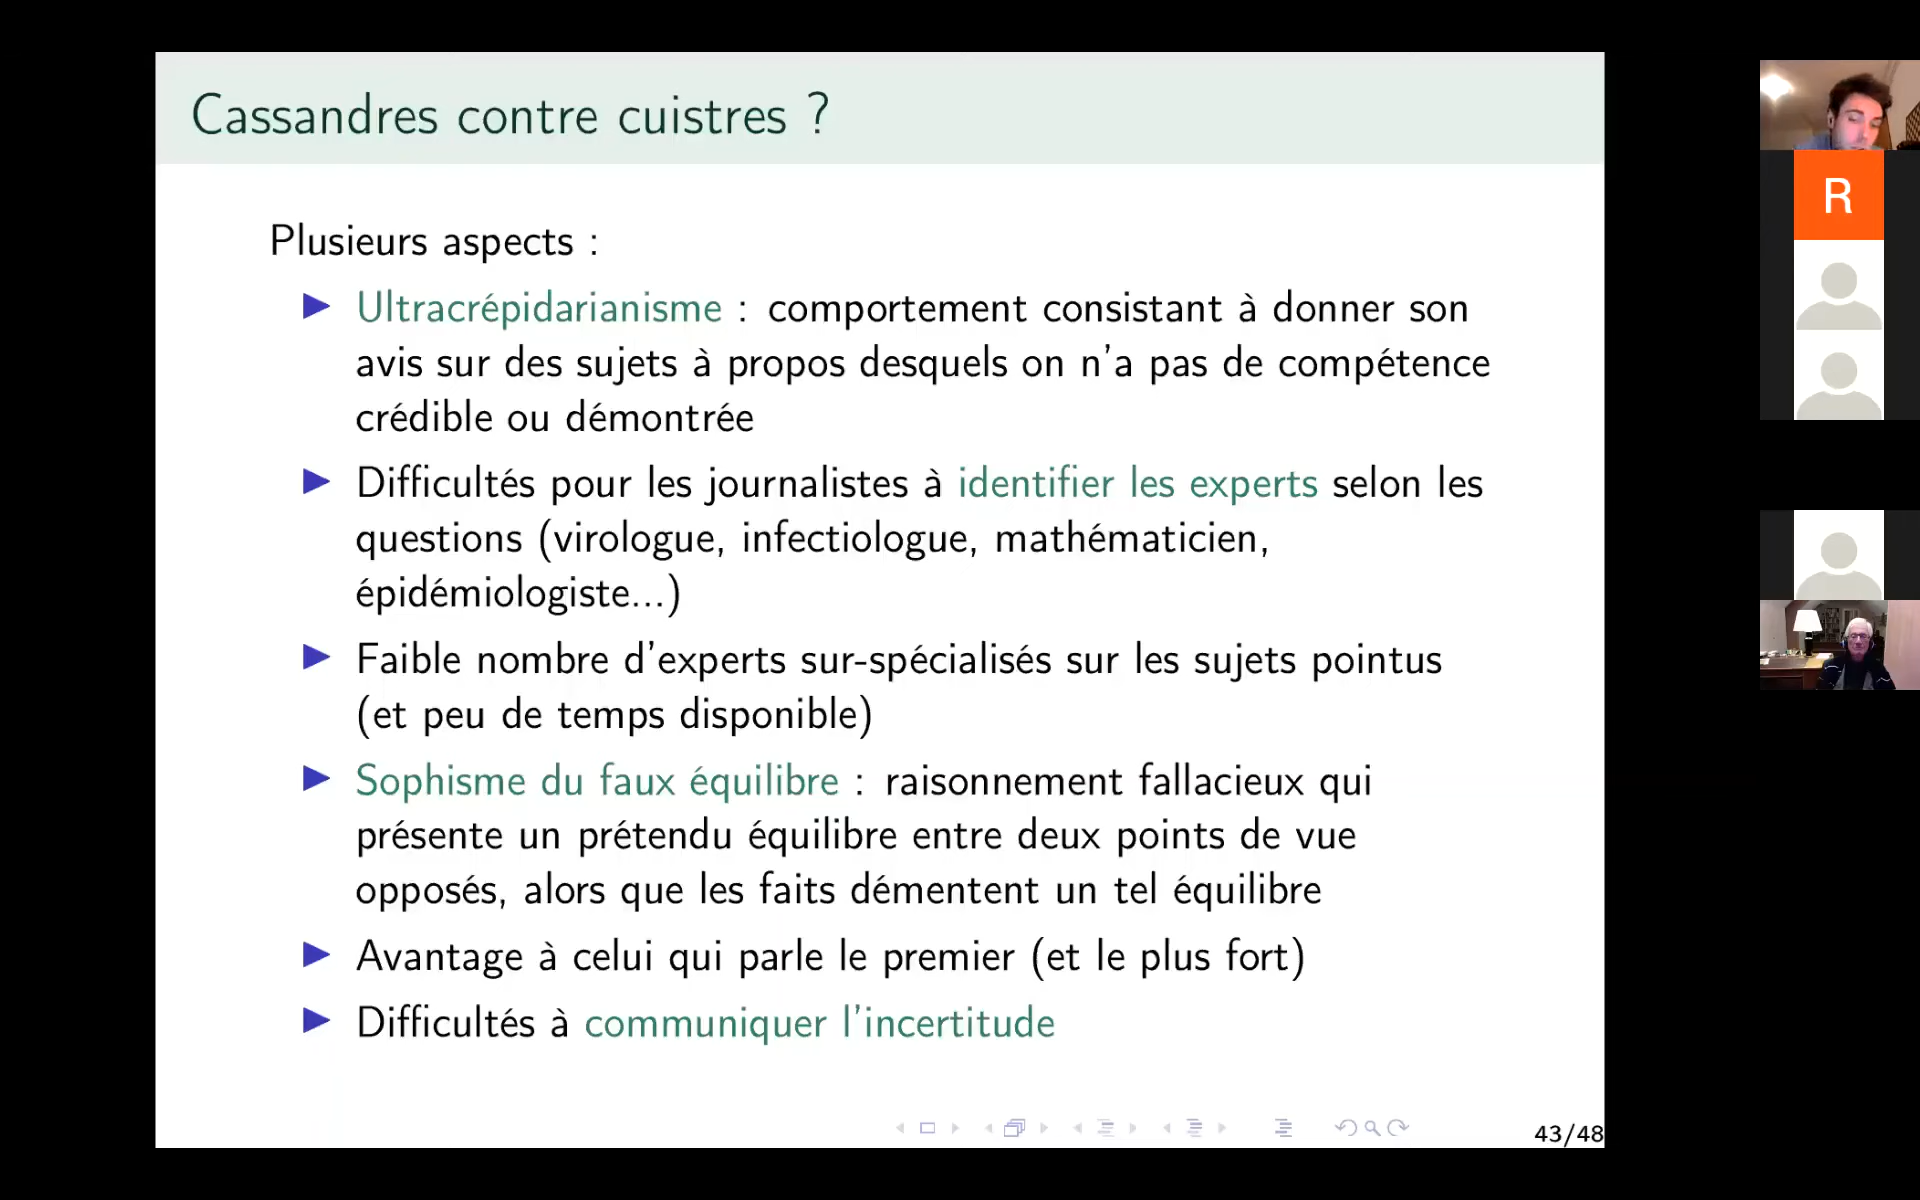 Cassandres contre cuistres ?
Plusieurs aspects :
Ultracrépidarianisme : comportement consistant à donner son
avis sur des sujets à propos desquels on n'a pas de compétence
crédible ou démontrée
Difficultés pour les journalistes à identifier les experts selon les
questions (virologue, infectiologue, mathématicien,
épidémiologiste...)
Faible nombre d'experts sur-spécialisés sur les sujets pointus
(et peu de temps disponible)
Sophisme du faux équilibre : raisonnement fallacieux qui
présente un prétendu équilibre entre deux points de vue
opposés, alors que les faits démentent un tel équilibre
Avantage à celui qui parle le premier (et le plus fort)
Difficultés à communiquer l'incertitude
43/48
R